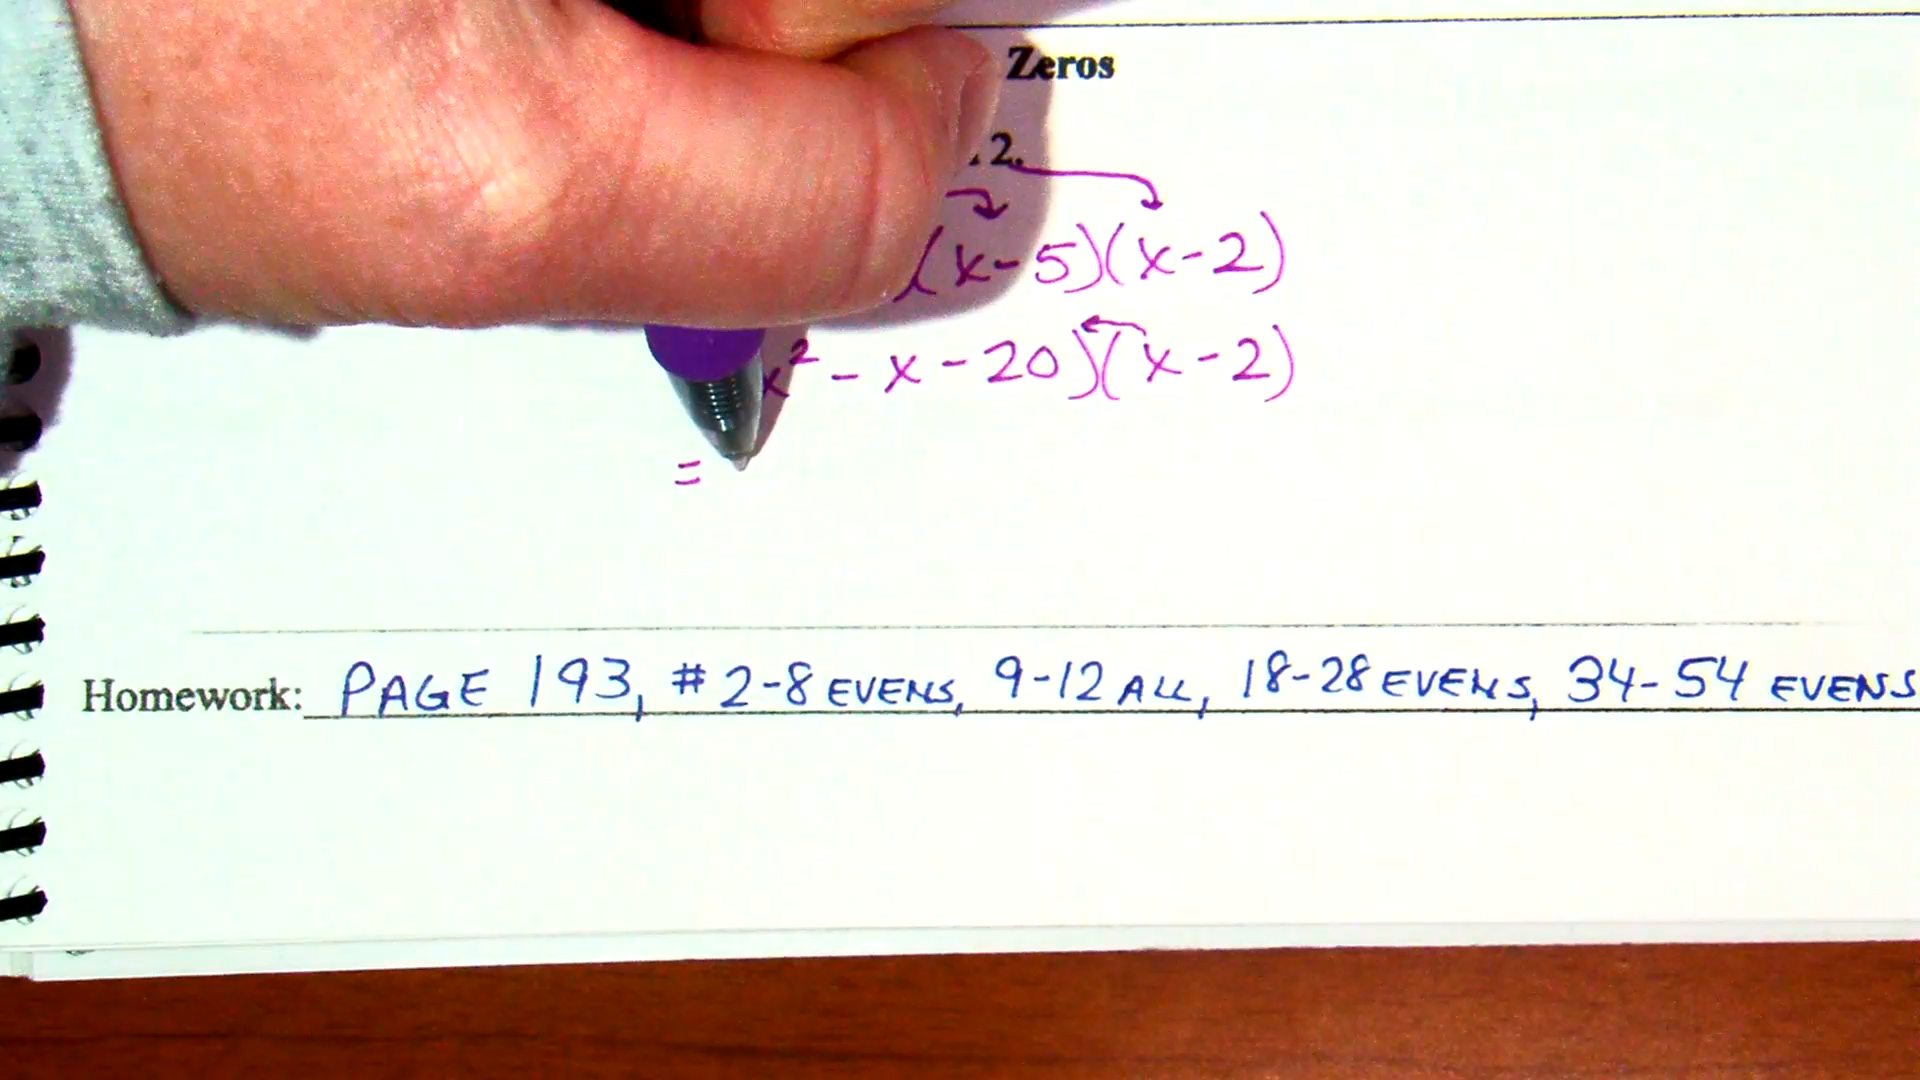 Zeros
. 2.
(x-5)(x-2)
x² - x - 20)(x-2)
=
Homework: PAGE 193, #2-8 EVENS, 9-12 ALL, 18-28 EVENS, 34-54 EVENS